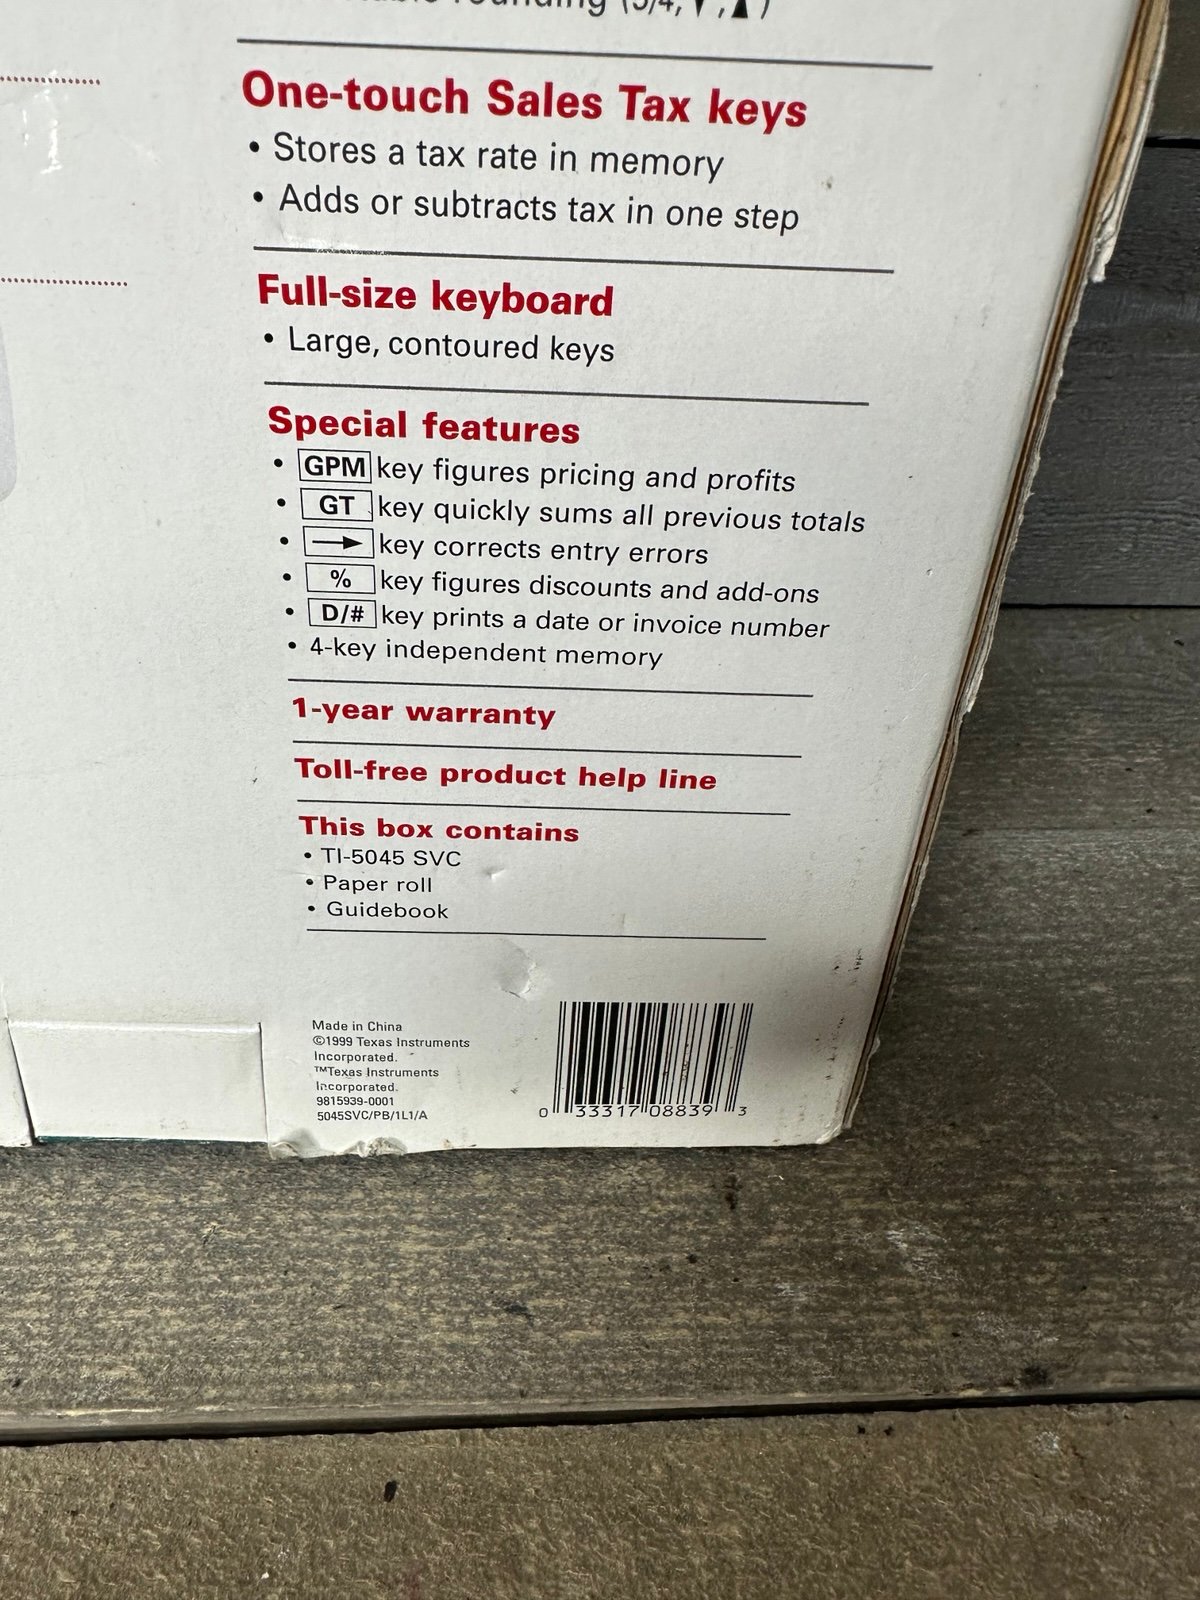 rounding (5/4, ▼, ▲)
One-touch Sales Tax keys
• Stores a tax rate in memory
• Adds or subtracts tax in one step
Full-size keyboard
• Large, contoured keys
Special features
• GPM key figures pricing and profits
• GT key quickly sums all previous totals
• → key corrects entry errors
• % key figures discounts and add-ons
• D/# key prints a date or invoice number
• 4-key independent memory
1-year warranty
Toll-free product help line
This box contains
• TI-5045 SVC
• Paper roll
• Guidebook
Made in China
©1999 Texas Instruments
Incorporated.
™Texas Instruments
Incorporated.
9815939-0001
5045SVC/PB/1L1/A
0 33317 08839 3